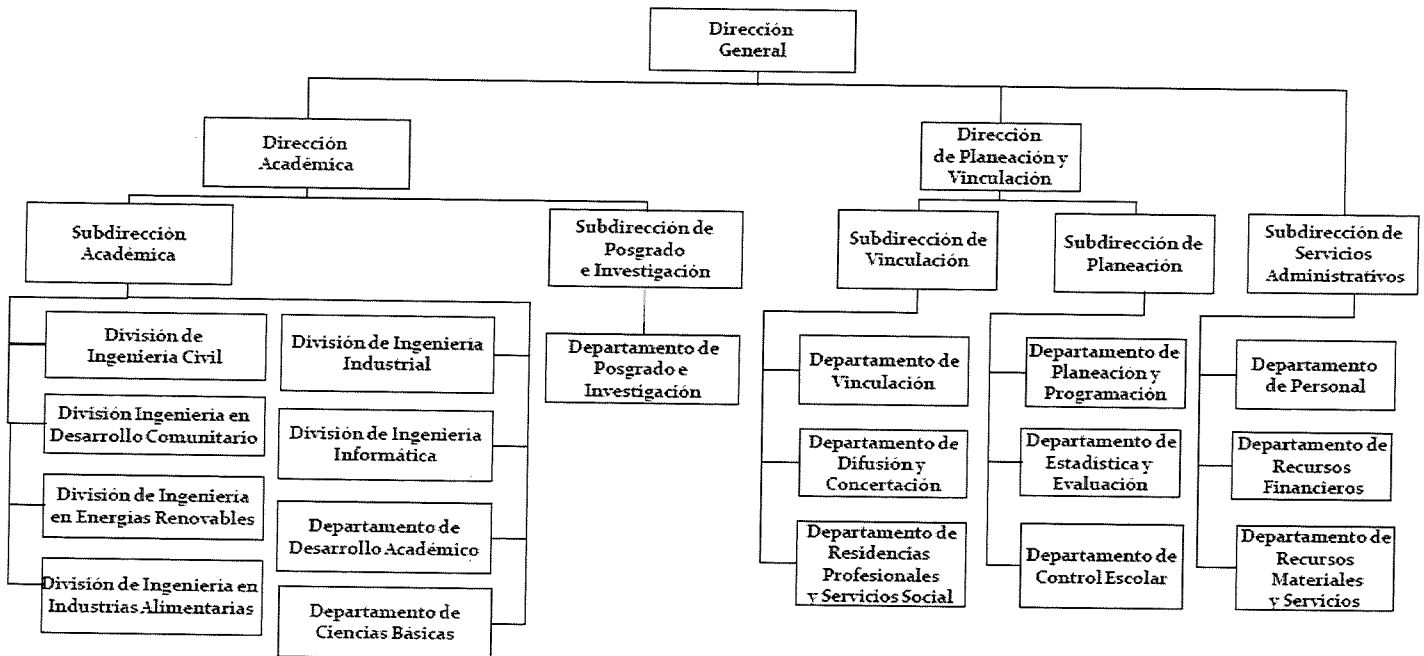 Dirección
General
Dirección
Académica
Dirección
de Planeación y
Vinculación
Subdirección
Académica
Subdirección de
Posgrado
e Investigación
Subdirección de
Vinculación
Subdirección de
Planeación
Subdirección de
Servicios
Administrativos
División de
Ingeniería Civil
División de Ingeniería
Industrial
Departamento de
Posgrado e
Investigación
Departamento de
Vinculación
Departamento de
Planeación y
Programación
Departamento
de Personal
División Ingeniería en
Desarrollo Comunitario
División de Ingeniería
Informática
Departamento de
Difusión y
Concertación
Departamento de
Estadística y
Evaluación
Departamento de
Recursos
Financieros
División de Ingeniería
en Energías Renovables
Departamento de
Desarrollo Académico
Departamento de
Residencias
Profesionales
y Servicios Social
Departamento de
Control Escolar
Departamento de
Recursos
Materiales
y Servicios
División de Ingeniería en
Industrias Alimentarias
Departamento de
Ciencias Básicas